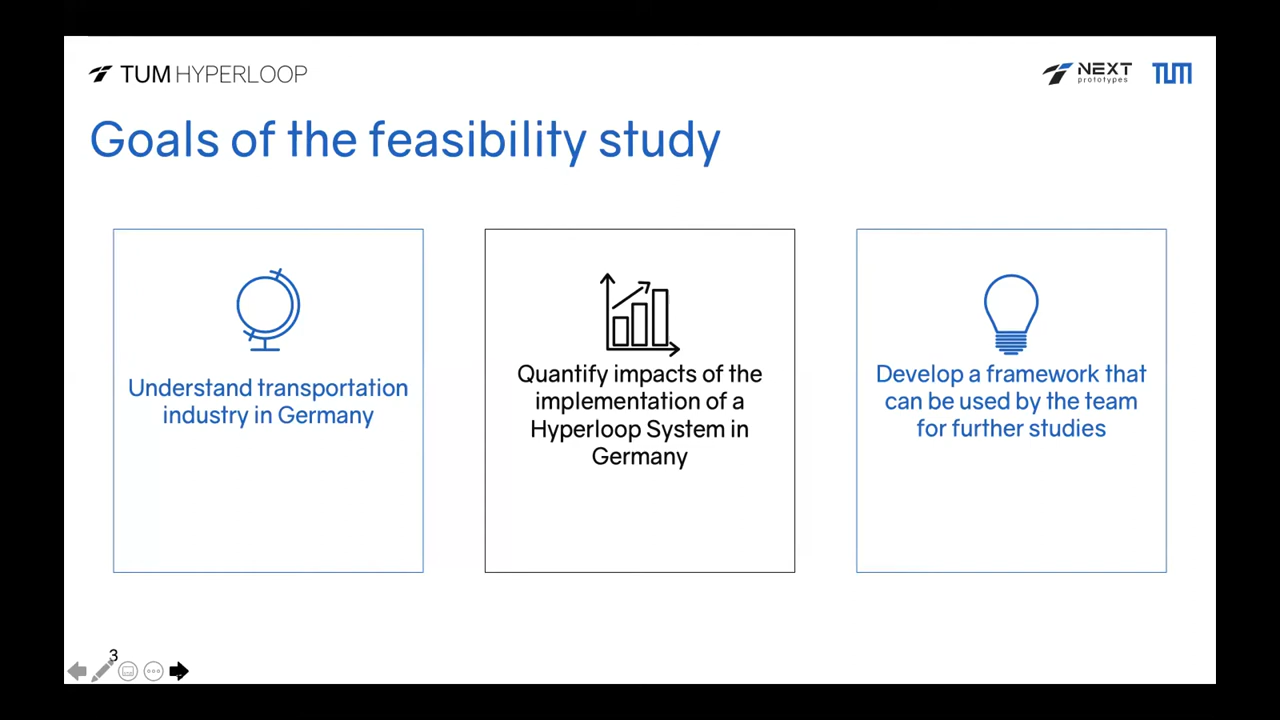 TUM HYPERLOOP
NEXT
prototypes
TUM
Goals of the feasibility study
Understand transportation
industry in Germany
Quantify impacts of the
implementation of a
Hyperloop System in
Germany
Develop a framework that
can be used by the team
for further studies
3